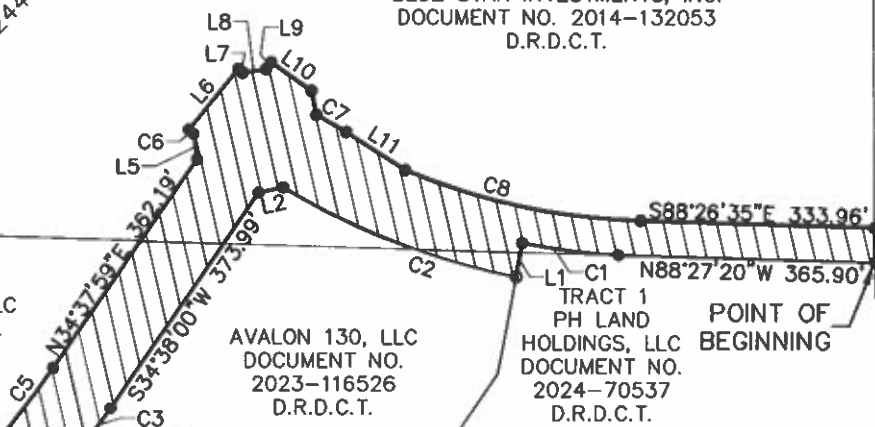 DOCUMENT NO. 2014-132053
D.R.D.C.T.
L8
L9
L7
L10
L6
C7
C6
L11
L5
C8
N34°37'59"E 362.19'
L2
S88°26'35"E 333.96'
S34°38'00"W 373.99'
C2
L1
C1
N88°27'20"W 365.90'
TRACT 1
PH LAND
HOLDINGS, LLC
DOCUMENT NO.
2024-70537
D.R.D.C.T.
POINT OF
BEGINNING
AVALON 130, LLC
DOCUMENT NO.
2023-116526
D.R.D.C.T.
C5
C3
LC